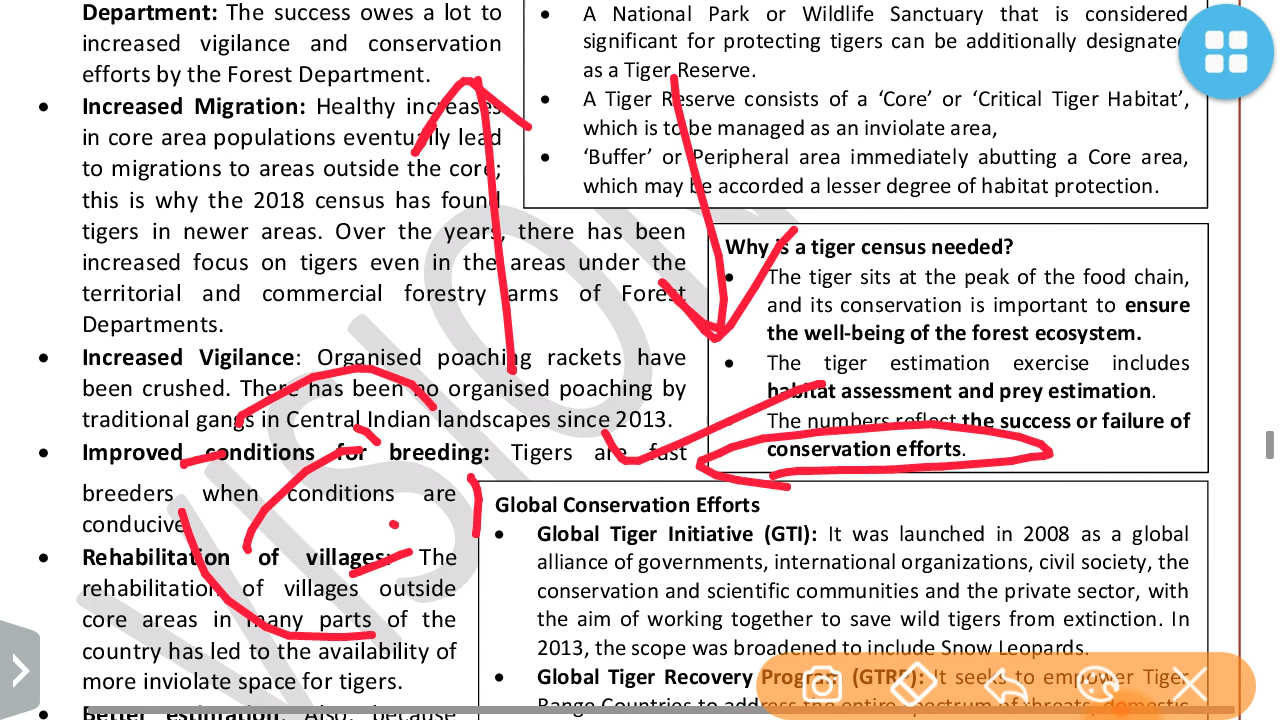 Department: The success owes a lot to
increased vigilance and conservation
efforts by the Forest Department.
• Increased Migration: Healthy increases
in core area populations eventually lead
to migrations to areas outside the core;
this is why the 2018 census has found
tigers in newer areas. Over the years, there has been
increased focus on tigers even in the areas under the
territorial and commercial forestry arms of Forest
Departments.
• Increased Vigilance: Organised poaching rackets have
been crushed. There has been no organised poaching by
traditional gangs in Central Indian landscapes since 2013.
• Improved conditions for breeding: Tigers are fast
breeders when conditions are
conducive
• Rehabilitation of villages: The
rehabilitation of villages outside
core areas in many parts of the
country has led to the availability of
more inviolate space for tigers.
• Better estimation: Also, because
• A National Park or Wildlife Sanctuary that is considered
significant for protecting tigers can be additionally designated
as a Tiger Reserve.
• A Tiger Reserve consists of a ‘Core’ or ‘Critical Tiger Habitat’,
which is to be managed as an inviolate area,
• ‘Buffer’ or Peripheral area immediately abutting a Core area,
which may be accorded a lesser degree of habitat protection.
Why is a tiger census needed?
• The tiger sits at the peak of the food chain,
and its conservation is important to ensure
the well-being of the forest ecosystem.
• The tiger estimation exercise includes
habitat assessment and prey estimation.
The numbers reflect the success or failure of
conservation efforts.
Global Conservation Efforts
• Global Tiger Initiative (GTI): It was launched in 2008 as a global
alliance of governments, international organizations, civil society, the
conservation and scientific communities and the private sector, with
the aim of working together to save wild tigers from extinction. In
2013, the scope was broadened to include Snow Leopards.
• Global Tiger Recovery Program (GTRP): It seeks to empower Tiger
Range Countries to address the entire spectrum of threats, domestic
VISION